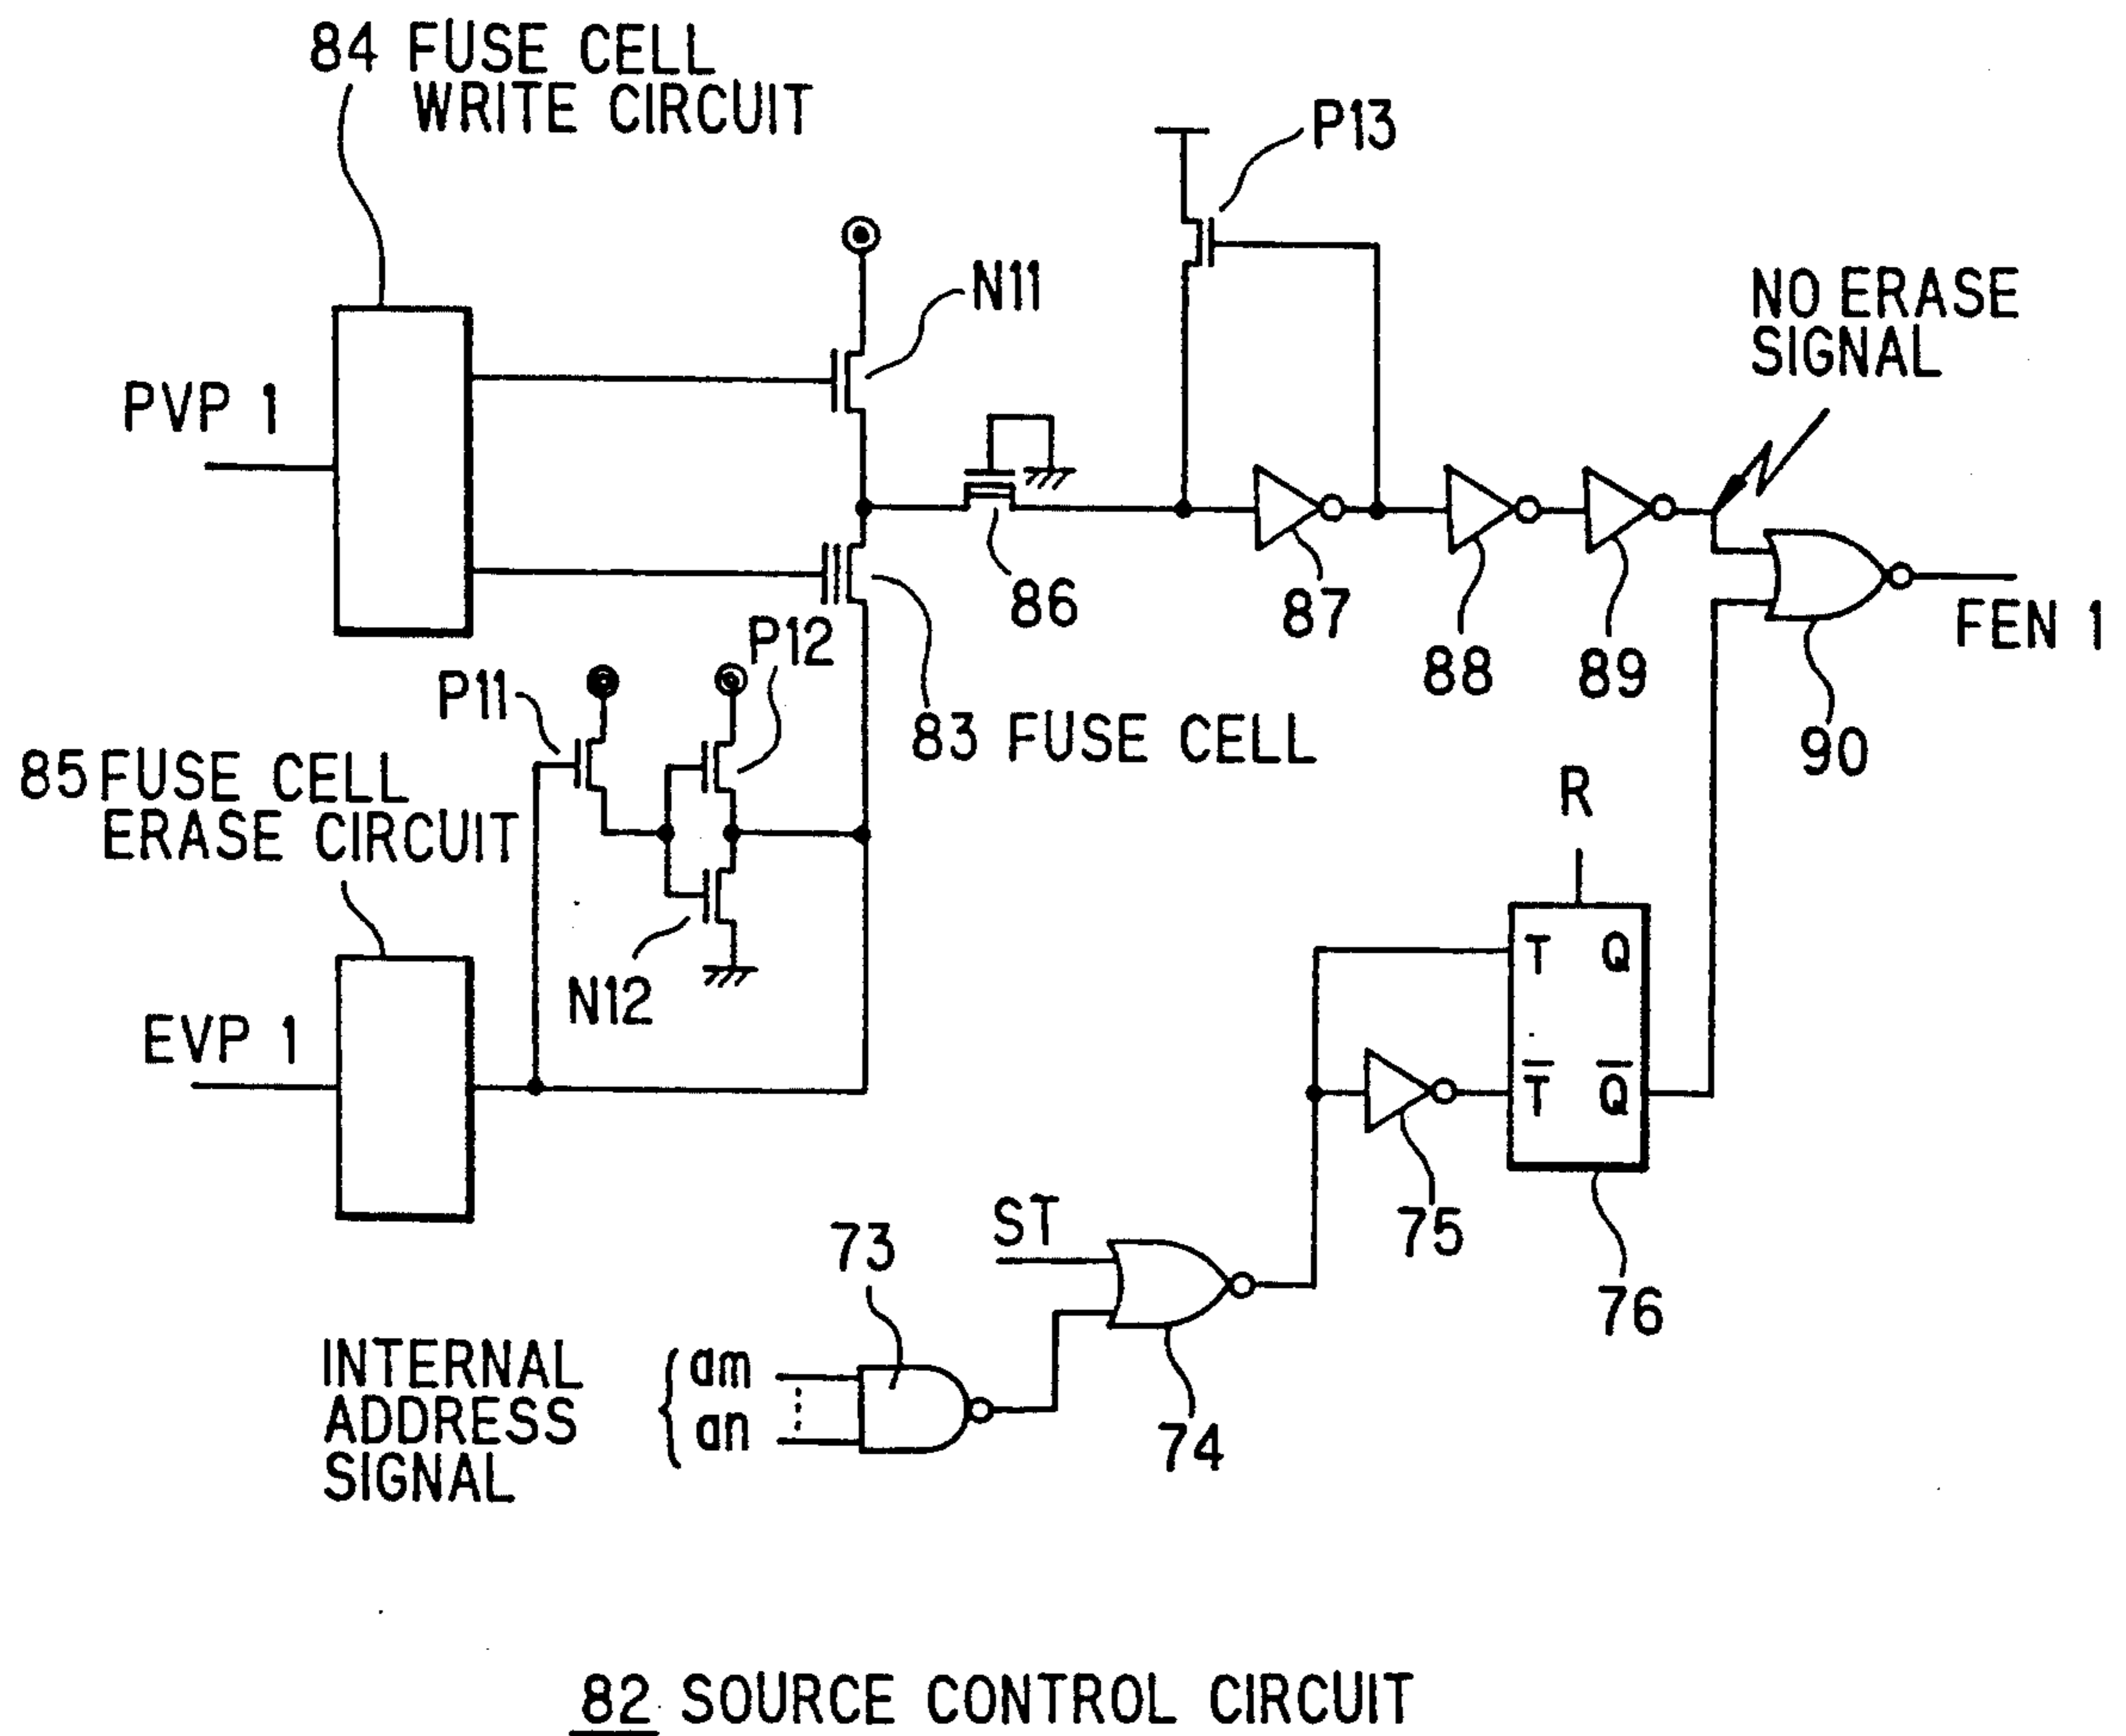 84 FUSE CELL
WRITE CIRCUIT
P13
N11
NO ERASE
SIGNAL
PVP 1
86
87
88
89
FEN 1
90
P12
P11
83 FUSE CELL
85 FUSE CELL
ERASE CIRCUIT
R
T Q
N12
EVP 1
T̅ Q̅
ST
75
73
76
INTERNAL
ADDRESS
SIGNAL
am
an
74
82 SOURCE CONTROL CIRCUIT